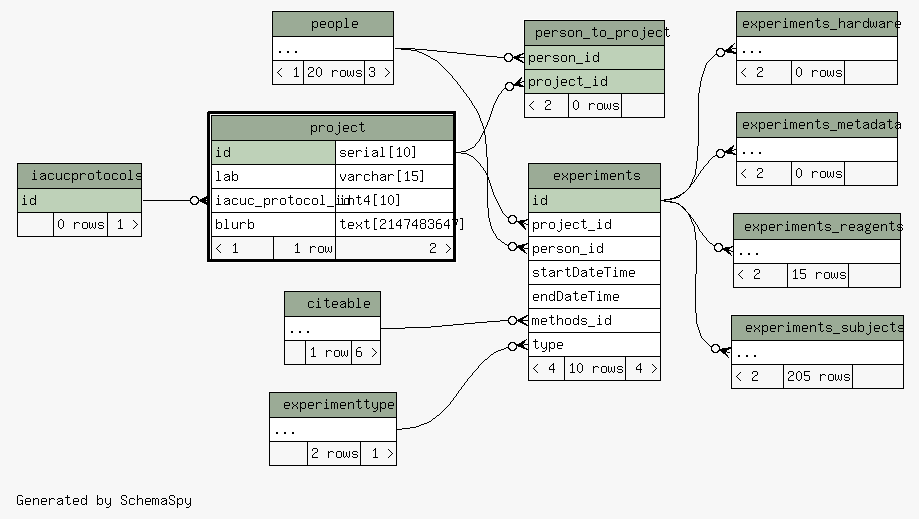 people
...
< 1 20 rows 3 >
person_to_project
person_id
project_id
< 2 0 rows
experiments_hardware
...
< 2 0 rows
experiments_metadata
...
< 2 0 rows
project
id serial[10]
lab varchar[15]
iacuc_protocol_id int4[10]
blurb text[2147483647]
< 1 1 row 2 >
iacucprotocols
id
0 rows 1 >
experiments
id
project_id
person_id
startDateTime
endDateTime
methods_id
type
< 4 10 rows 4 >
experiments_reagents
...
< 2 15 rows
experiments_subjects
...
< 2 205 rows
citeable
...
1 row 6 >
experimenttype
...
2 rows 1 >
Generated by SchemaSpy